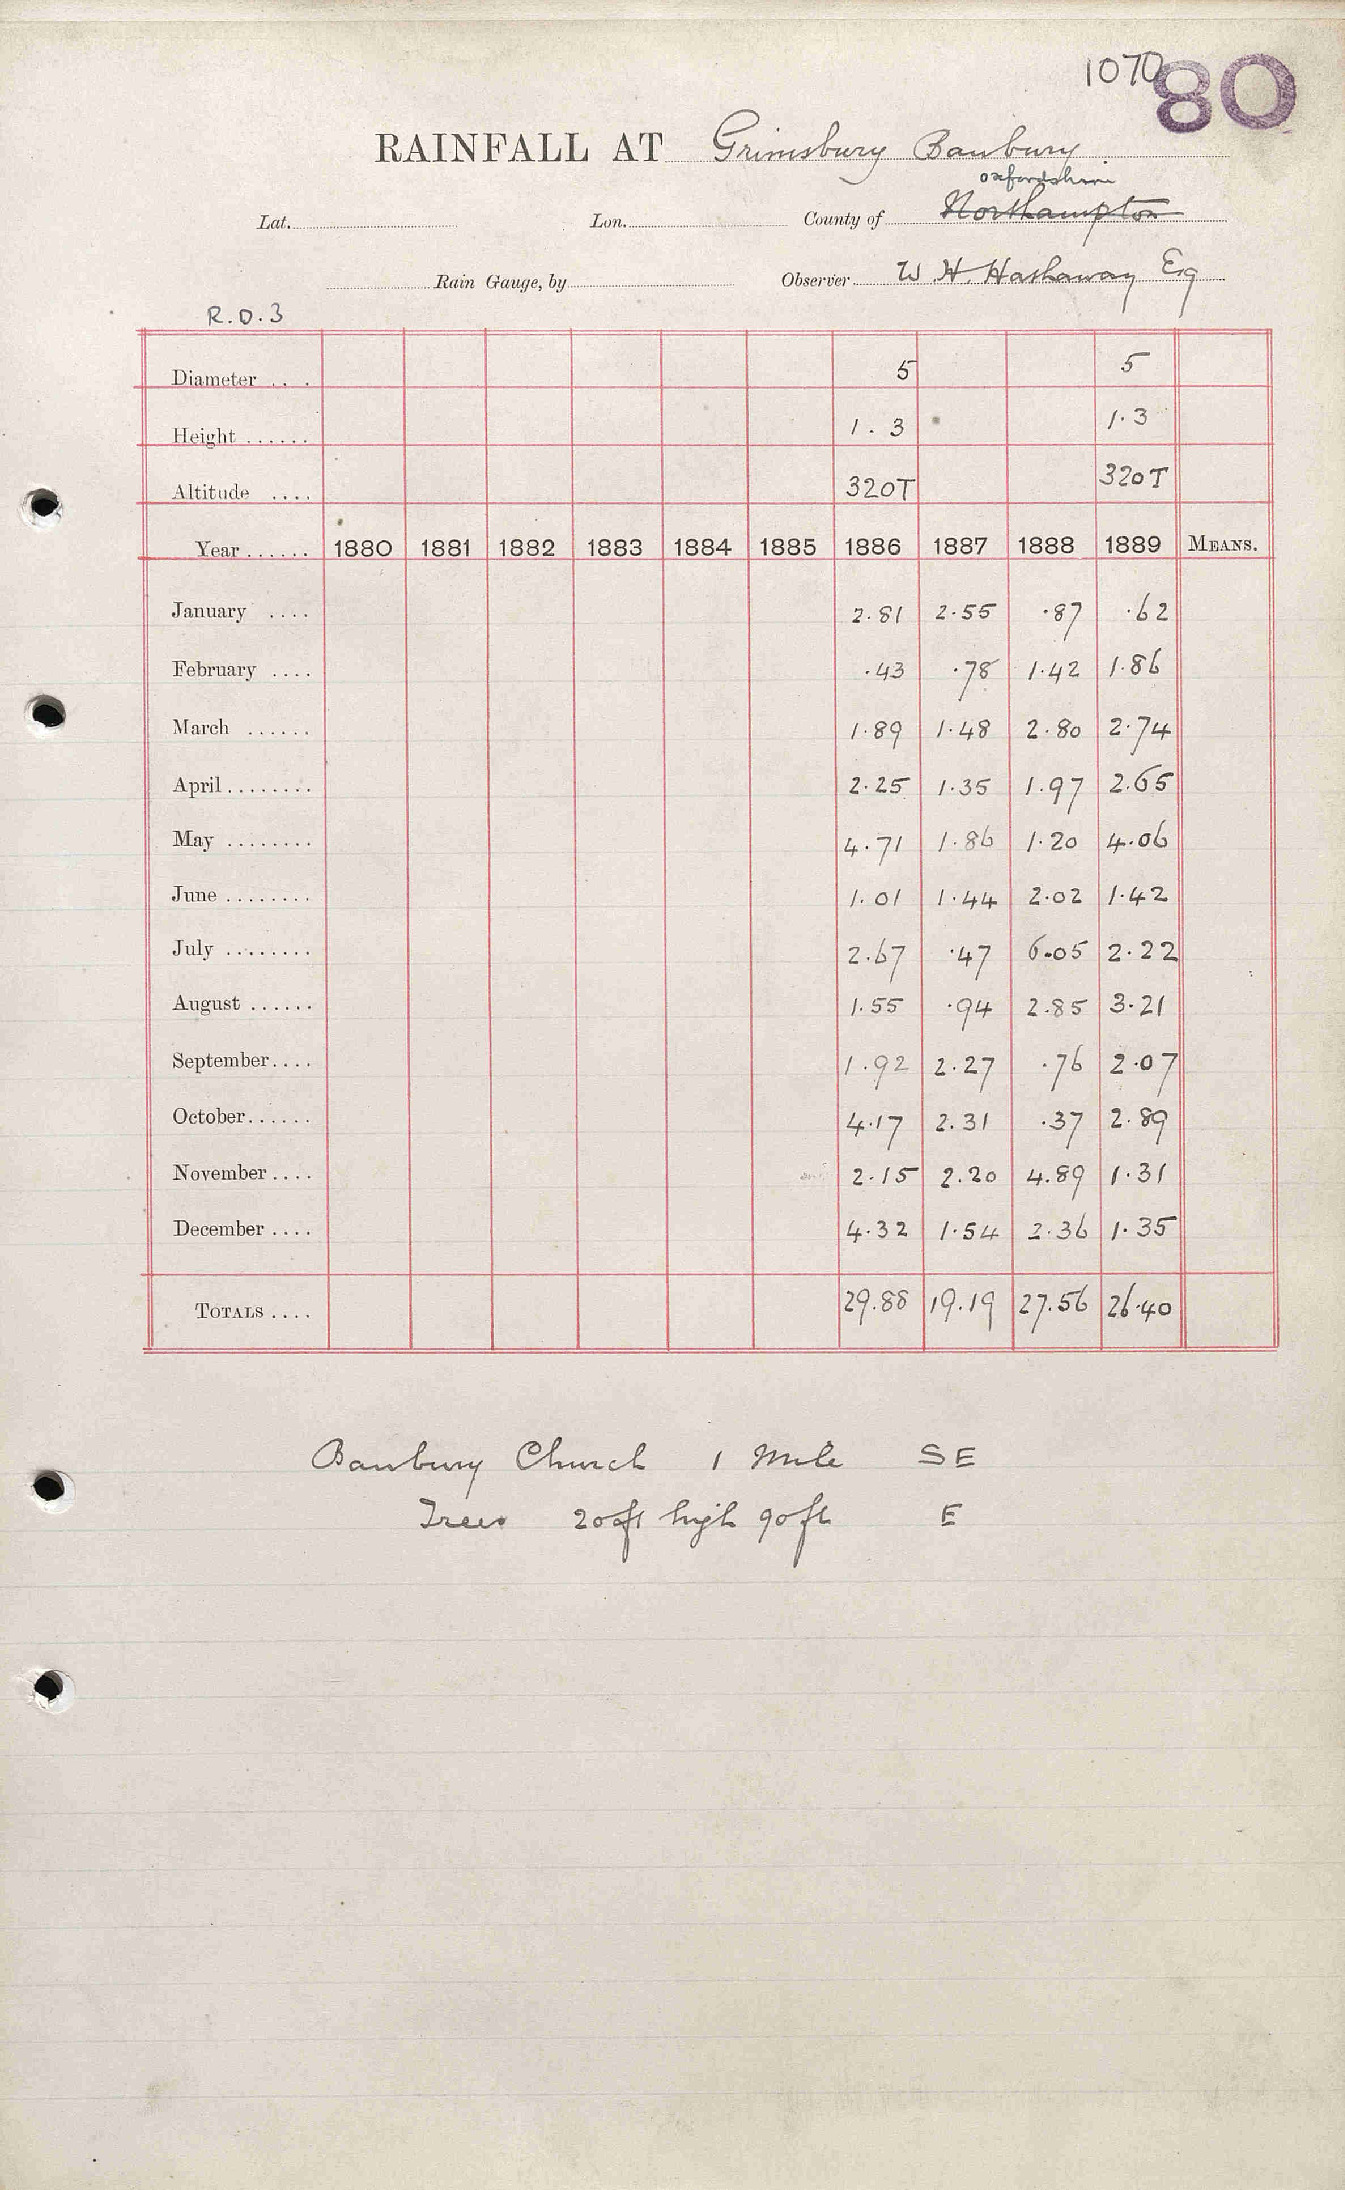 1070 80
RAINFALL AT Grimsbury Banbury
Oxfordshire
Lat. Lon. County of Northampton
Rain Gauge, by Observer W H. Hathaway Esq
R.O.3
Diameter . . . 5 5
Height ...... 1.3 1.3
Altitude .... 320T 320T
Year ...... 1880 1881 1882 1883 1884 1885 1886 1887 1888 1889 MEANS.
January .... 2.81 2.55 .87 .62
February .... .43 .78 1.42 1.86
March ...... 1.89 1.48 2.80 2.74
April ........ 2.25 1.35 1.97 2.65
May ........ 4.71 1.86 1.20 4.06
June ........ 1.01 1.44 2.02 1.42
July ........ 2.67 .47 6.05 2.22
August ...... 1.55 .94 2.85 3.21
September.... 1.92 2.27 .76 2.07
October...... 4.17 2.31 .37 2.89
November.... 2.15 2.20 4.89 1.31
December .... 4.32 1.54 2.36 1.35
TOTALS .... 29.88 19.19 27.56 26.40
Banbury Church 1 Mile SE
Trees 20ft high 90ft E